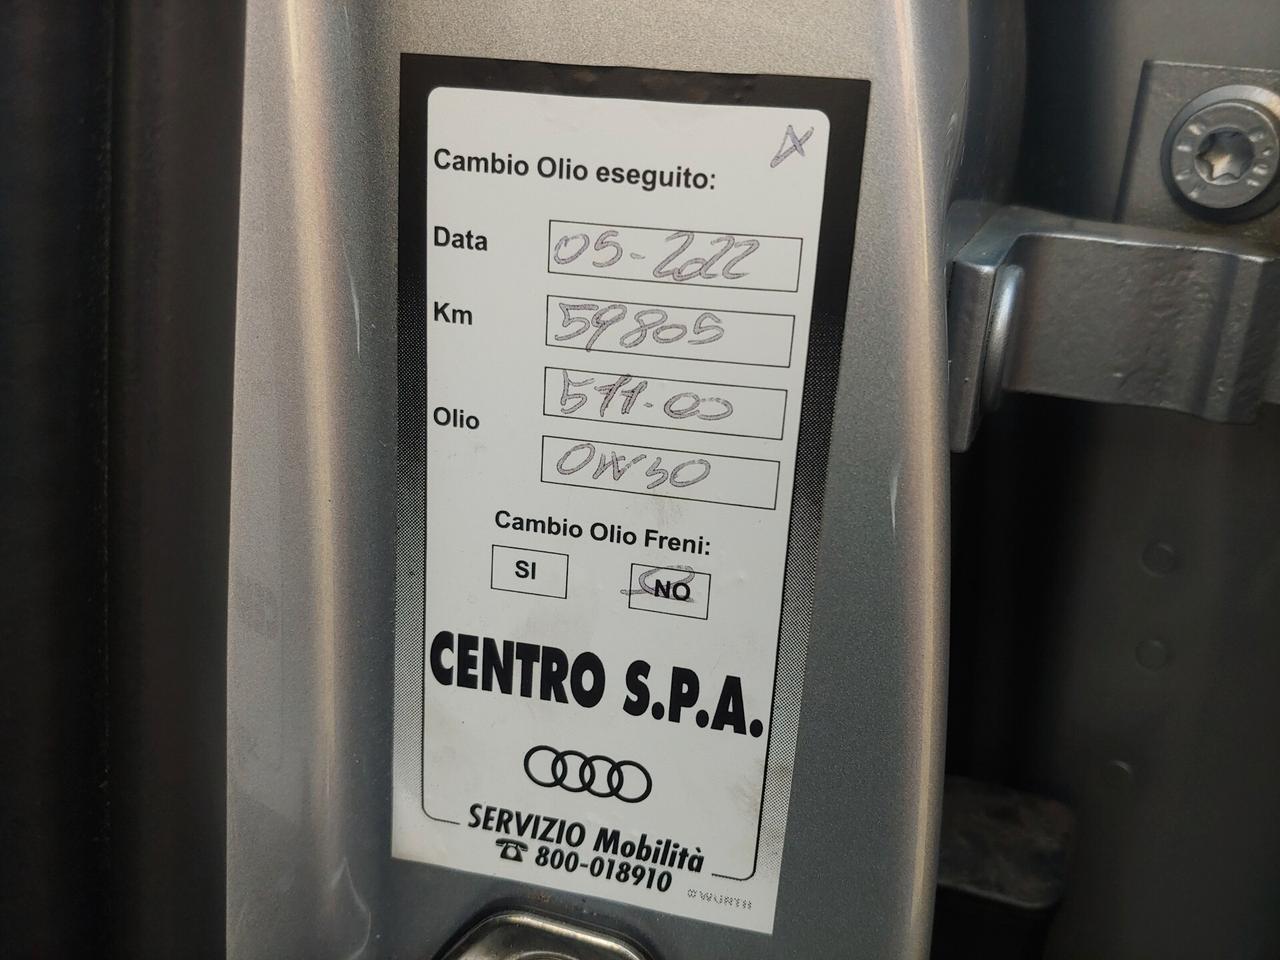 Cambio Olio eseguito:
Data 05-2022
Km 59805
Olio 511-00
0W30
Cambio Olio Freni:
SI NO
CENTRO S.P.A.
SERVIZIO Mobilità
☎ 800-018910
WÜRTH